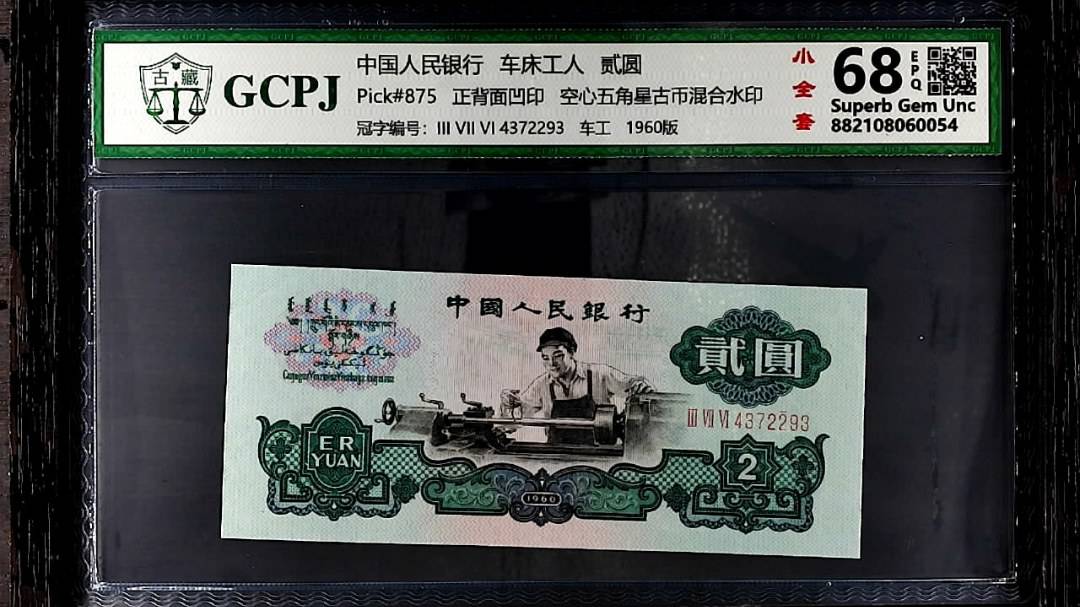 古藏
GCPJ
中国人民银行 车床工人 贰圆
Pick#875 正背面凹印 空心五角星古币混合水印
冠字编号: III VII VI 4372293 车工 1960版
小全套
68 EPQ
Superb Gem Unc
882108060054
中國人民銀行
貳圓
III VII VI 4372293
ER
YUAN
1960
2